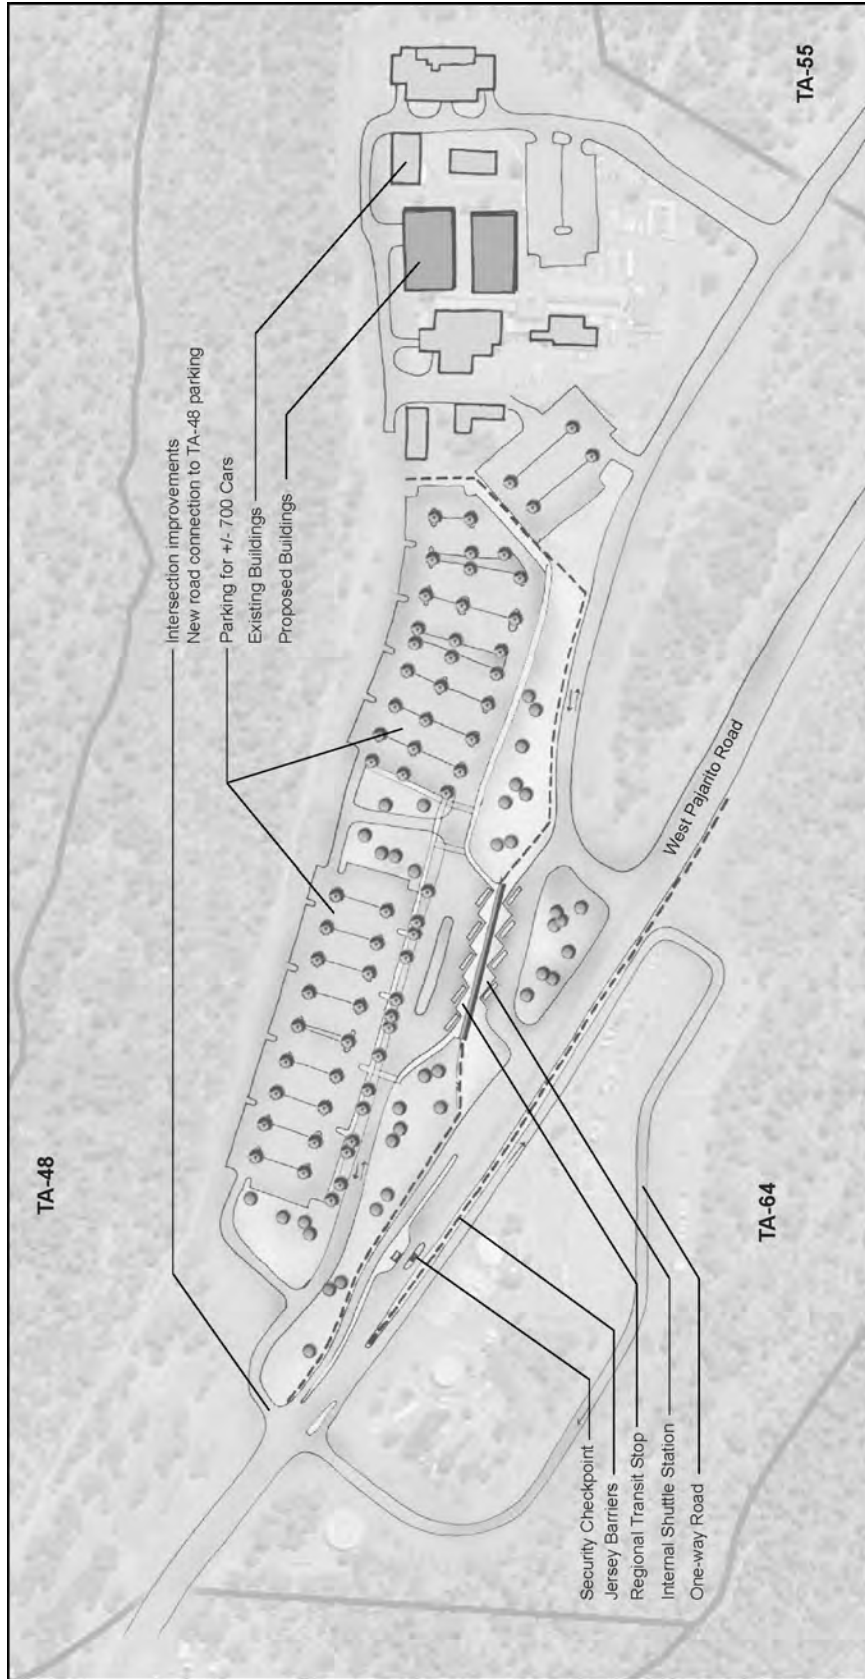 TA-48
TA-55
Intersection improvements
New road connection to TA-48 parking
Parking for +/- 700 Cars
Existing Buildings
Proposed Buildings
West Pajarito Road
Security Checkpoint
Jersey Barriers
Regional Transit Stop
Internal Shuttle Station
One-way Road
TA-64